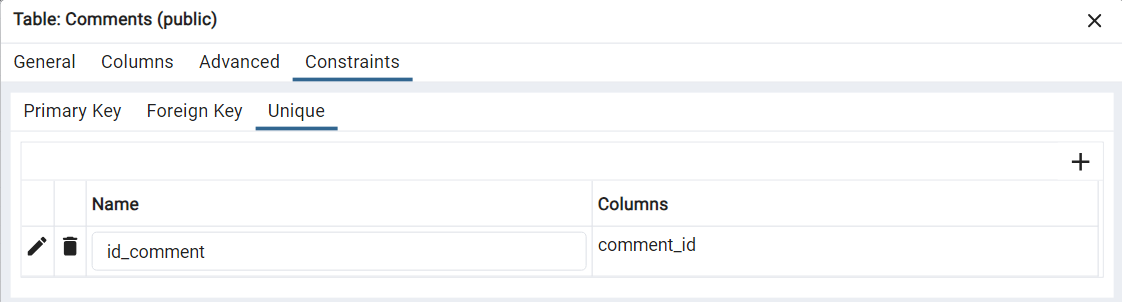 Table: Comments (public)
General Columns Advanced Constraints
Primary Key Foreign Key Unique
Name Columns
id_comment comment_id